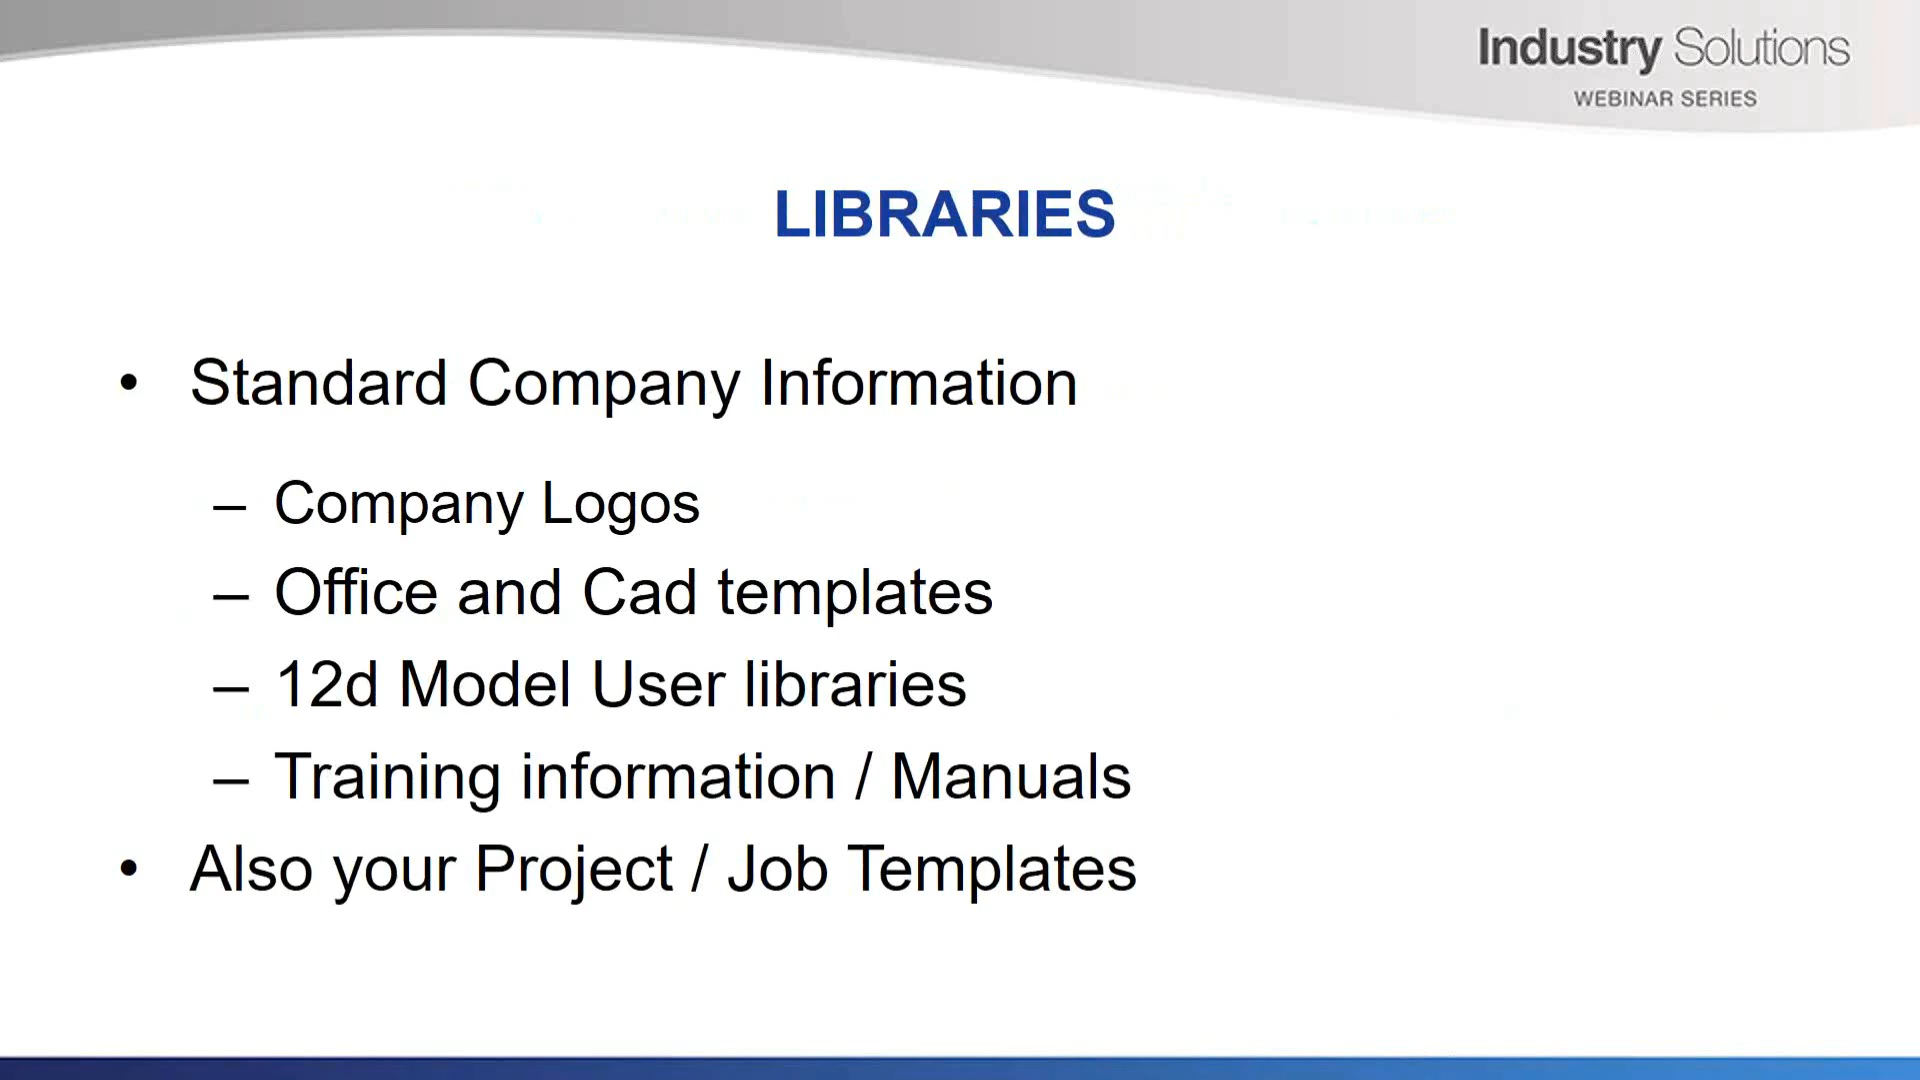 Industry Solutions
WEBINAR SERIES
LIBRARIES
• Standard Company Information
– Company Logos
– Office and Cad templates
– 12d Model User libraries
– Training information / Manuals
• Also your Project / Job Templates